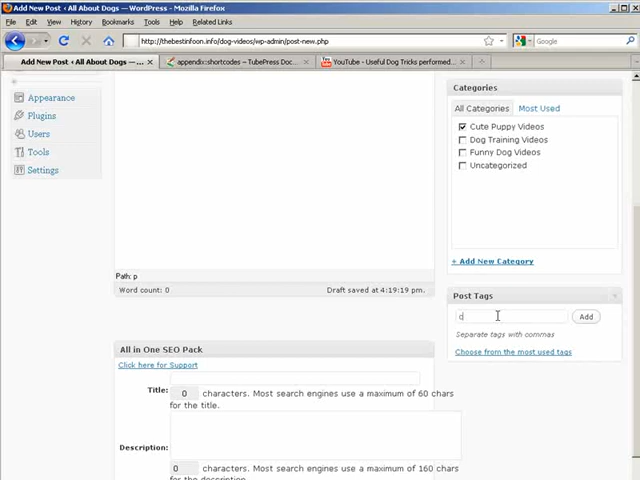 Add New Post ‹ All About Dogs — WordPress - Mozilla Firefox
File Edit View History Bookmarks Tools Help Related Links
http://thebestinfoon.info/dog-videos/wp-admin/post-new.php
Google
Add New Post ‹ All About Dogs — ...
appendix:shortcodes – TubePress Doc...
YouTube - Useful Dog Tricks performed...
Appearance
Plugins
Users
Tools
Settings
Categories
All Categories Most Used
Cute Puppy Videos
Dog Training Videos
Funny Dog Videos
Uncategorized
+ Add New Category
Path: p
Word count: 0 Draft saved at 4:19:19 pm.
Post Tags
Add
Separate tags with commas
Choose from the most used tags
All in One SEO Pack
Click here for Support
Title:
0 characters. Most search engines use a maximum of 60 chars
for the title.
Description:
0 characters. Most search engines use a maximum of 160 chars
for the description.